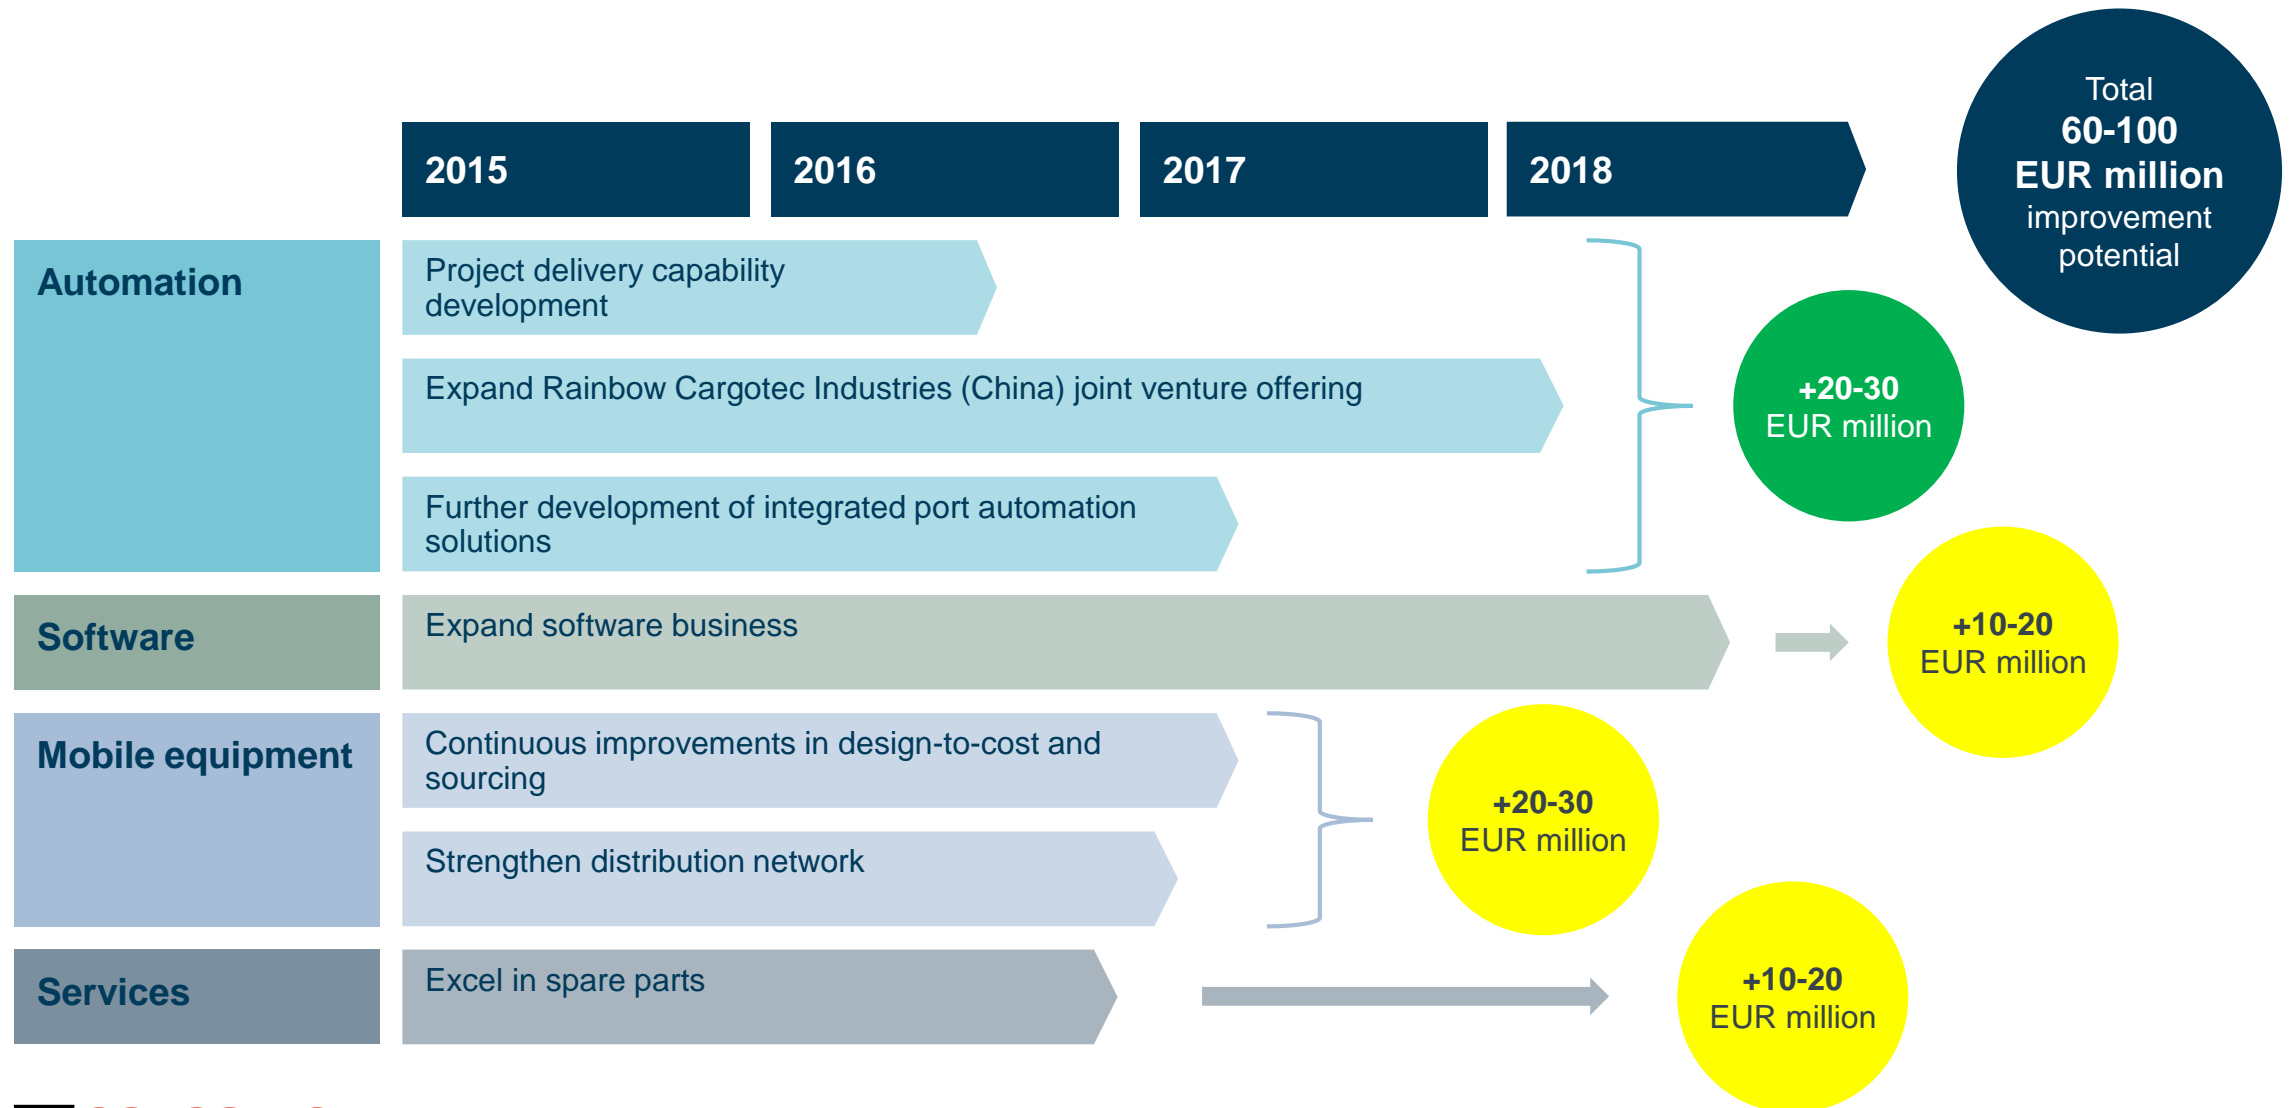 Total
60-100
EUR million
improvement
potential
2015
2016
2017
2018
Automation
Project delivery capability
development
Expand Rainbow Cargotec Industries (China) joint venture offering
Further development of integrated port automation
solutions
+20-30
EUR million
Software
Expand software business
+10-20
EUR million
Mobile equipment
Continuous improvements in design-to-cost and
sourcing
Strengthen distribution network
+20-30
EUR million
Services
Excel in spare parts
+10-20
EUR million